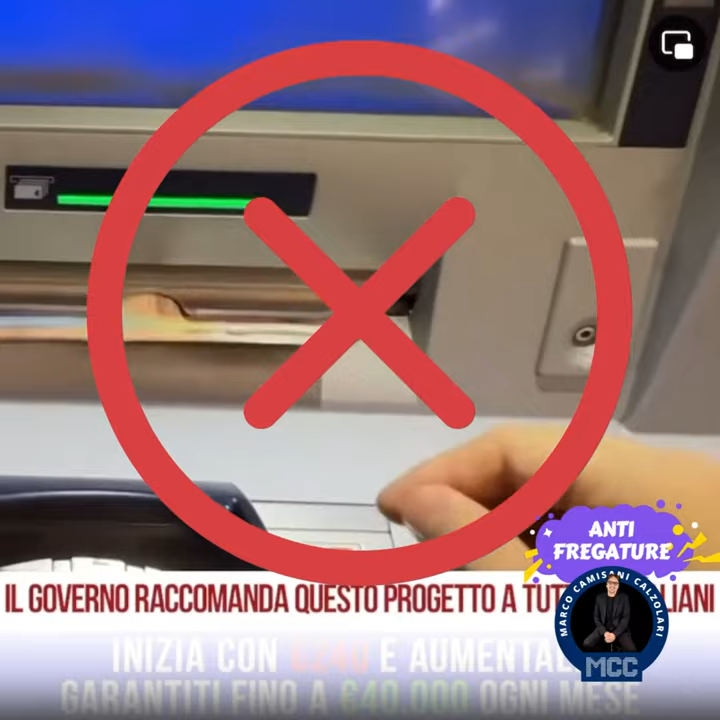 ANTI
FREGATURE
IL GOVERNO RACCOMANDA QUESTO PROGETTO A
MARCO CAMISANI CALZOLARI
INIZIA CON €240 E
MCC
GARANTITI FINO A €40.000 OGNI MESE